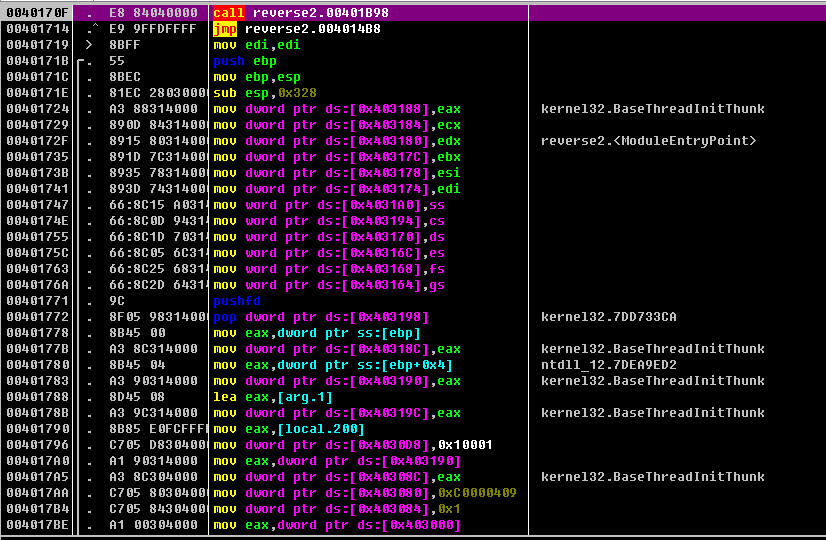 0040170F . E8 84040000 call reverse2.00401B98
00401714 .^ E9 9FFDFFFF jmp reverse2.004014B8
00401719 > 8BFF mov edi,edi
0040171B . 55 push ebp
0040171C . 8BEC mov ebp,esp
0040171E . 81EC 28030000 sub esp,0x328
00401724 . A3 88314000 mov dword ptr ds:[0x403188],eax kernel32.BaseThreadInitThunk
00401729 . 890D 84314000 mov dword ptr ds:[0x403184],ecx
0040172F . 8915 80314000 mov dword ptr ds:[0x403180],edx reverse2.<ModuleEntryPoint>
00401735 . 891D 7C314000 mov dword ptr ds:[0x40317C],ebx
0040173B . 8935 78314000 mov dword ptr ds:[0x403178],esi
00401741 . 893D 74314000 mov dword ptr ds:[0x403174],edi
00401747 . 66:8C15 A0314 mov word ptr ds:[0x4031A0],ss
0040174E . 66:8C0D 94314 mov word ptr ds:[0x403194],cs
00401755 . 66:8C1D 70314 mov word ptr ds:[0x403170],ds
0040175C . 66:8C05 6C314 mov word ptr ds:[0x40316C],es
00401763 . 66:8C25 68314 mov word ptr ds:[0x403168],fs
0040176A . 66:8C2D 64314 mov word ptr ds:[0x403164],gs
00401771 . 9C pushfd
00401772 . 8F05 98314000 pop dword ptr ds:[0x403198] kernel32.7DD733CA
00401778 . 8B45 00 mov eax,dword ptr ss:[ebp]
0040177B . A3 8C314000 mov dword ptr ds:[0x40318C],eax kernel32.BaseThreadInitThunk
00401780 . 8B45 04 mov eax,dword ptr ss:[ebp+0x4] ntdll_12.7DEA9ED2
00401783 . A3 90314000 mov dword ptr ds:[0x403190],eax kernel32.BaseThreadInitThunk
00401788 . 8D45 08 lea eax,[arg.1]
0040178B . A3 9C314000 mov dword ptr ds:[0x40319C],eax kernel32.BaseThreadInitThunk
00401790 . 8B85 E0FCFFFF mov eax,[local.200]
00401796 . C705 D8304000 mov dword ptr ds:[0x4030D8],0x10001
004017A0 . A1 90314000 mov eax,dword ptr ds:[0x403190]
004017A5 . A3 8C304000 mov dword ptr ds:[0x40308C],eax kernel32.BaseThreadInitThunk
004017AA . C705 80304000 mov dword ptr ds:[0x403080],0xC0000409
004017B4 . C705 84304000 mov dword ptr ds:[0x403084],0x1
004017BE . A1 00304000 mov eax,dword ptr ds:[0x403000]